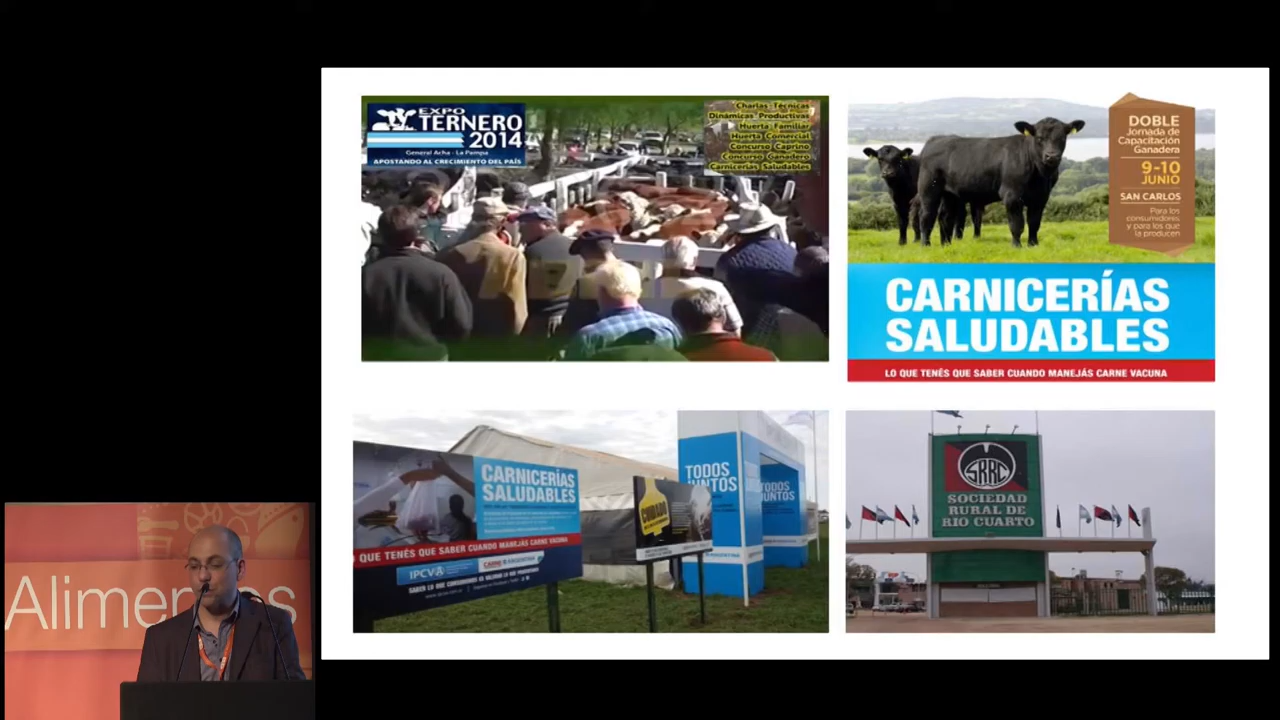 EXPO
TERNERO
2014
General Acha - La Pampa
APOSTANDO AL CRECIMIENTO DEL PAÍS
Charlas Técnicas
Dinámicas Productivas
Huerta Familiar
Huerta Comercial
Concurso Caprino
Concurso Ganadero
Carnicerías Saludables
DOBLE
Jornada de
Capacitación
Ganadera
9-10
JUNIO
SAN CARLOS
Para los
consumidores
y para los que
la producen
CARNICERÍAS
SALUDABLES
LO QUE TENÉS QUE SABER CUANDO MANEJÁS CARNE VACUNA
CARNICERÍAS
SALUDABLES
O QUE TENÉS QUE SABER CUANDO MANEJÁS CARNE VACUNA
IPCVA
CUIDADO
TODOS
JUNTOS
TODOS
JUNTOS
SRRC
SOCIEDAD
RURAL DE
RIO CUARTO
Alimen os